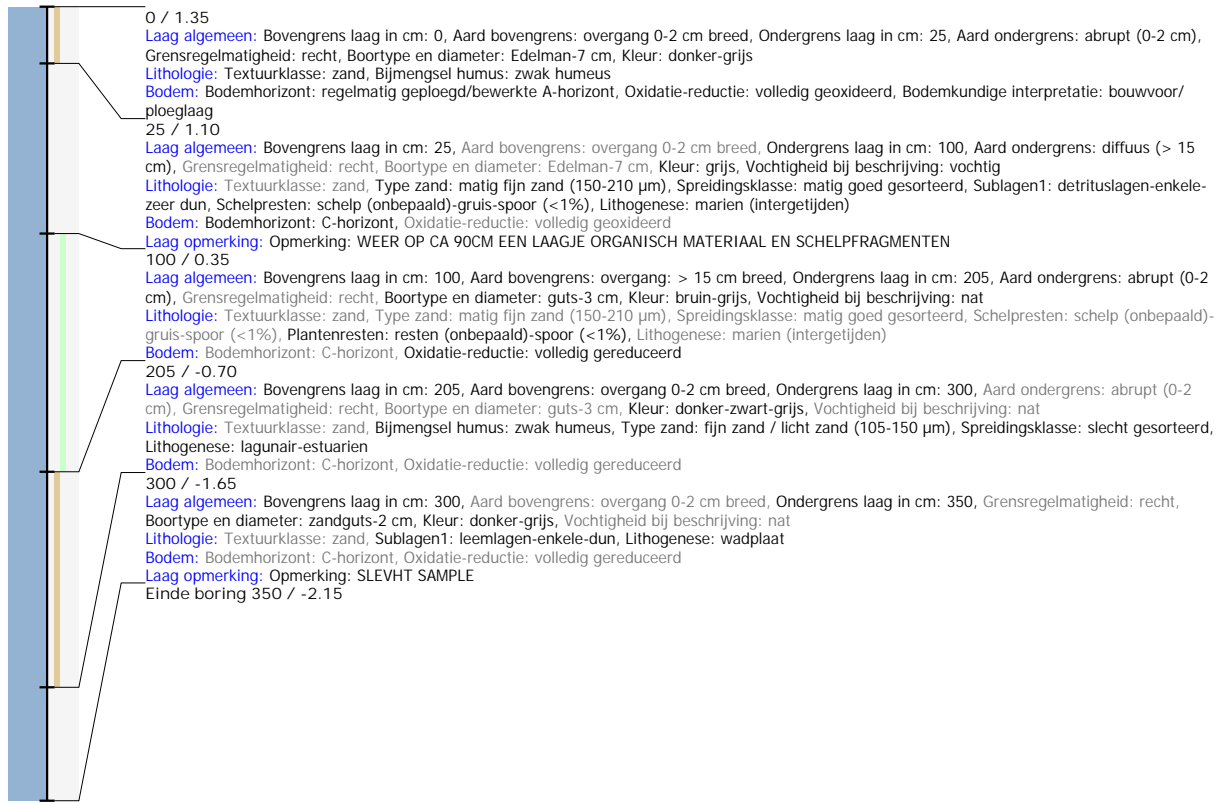 0 / 1.35
Laag algemeen: Bovengrens laag in cm: 0, Aard bovengrens: overgang 0-2 cm breed, Ondergrens laag in cm: 25, Aard ondergrens: abrupt (0-2 cm),
Grensregelmatigheid: recht, Boortype en diameter: Edelman-7 cm, Kleur: donker-grijs
Lithologie: Textuurklasse: zand, Bijmengsel humus: zwak humeus
Bodem: Bodemhorizont: regelmatig geploegd/bewerkte A-horizont, Oxidatie-reductie: volledig geoxideerd, Bodemkundige interpretatie: bouwvoor/
ploeglaag
25 / 1.10
Laag algemeen: Bovengrens laag in cm: 25, Aard bovengrens: overgang 0-2 cm breed, Ondergrens laag in cm: 100, Aard ondergrens: diffuus (> 15
cm), Grensregelmatigheid: recht, Boortype en diameter: Edelman-7 cm, Kleur: grijs, Vochtigheid bij beschrijving: vochtig
Lithologie: Textuurklasse: zand, Type zand: matig fijn zand (150-210 µm), Spreidingsklasse: matig goed gesorteerd, Sublagen1: detrituslagen-enkele-
zeer dun, Schelpresten: schelp (onbepaald)-gruis-spoor (<1%), Lithogenese: marien (intergetijden)
Bodem: Bodemhorizont: C-horizont, Oxidatie-reductie: volledig geoxideerd
Laag opmerking: Opmerking: WEER OP CA 90CM EEN LAAGJE ORGANISCH MATERIAAL EN SCHELPFRAGMENTEN
100 / 0.35
Laag algemeen: Bovengrens laag in cm: 100, Aard bovengrens: overgang: > 15 cm breed, Ondergrens laag in cm: 205, Aard ondergrens: abrupt (0-2
cm), Grensregelmatigheid: recht, Boortype en diameter: guts-3 cm, Kleur: bruin-grijs, Vochtigheid bij beschrijving: nat
Lithologie: Textuurklasse: zand, Type zand: matig fijn zand (150-210 µm), Spreidingsklasse: matig goed gesorteerd, Schelpresten: schelp (onbepaald)-
gruis-spoor (<1%), Plantenresten: resten (onbepaald)-spoor (<1%), Lithogenese: marien (intergetijden)
Bodem: Bodemhorizont: C-horizont, Oxidatie-reductie: volledig gereduceerd
205 / -0.70
Laag algemeen: Bovengrens laag in cm: 205, Aard bovengrens: overgang 0-2 cm breed, Ondergrens laag in cm: 300, Aard ondergrens: abrupt (0-2
cm), Grensregelmatigheid: recht, Boortype en diameter: guts-3 cm, Kleur: donker-zwart-grijs, Vochtigheid bij beschrijving: nat
Lithologie: Textuurklasse: zand, Bijmengsel humus: zwak humeus, Type zand: fijn zand / licht zand (105-150 µm), Spreidingsklasse: slecht gesorteerd,
Lithogenese: lagunair-estuarien
Bodem: Bodemhorizont: C-horizont, Oxidatie-reductie: volledig gereduceerd
300 / -1.65
Laag algemeen: Bovengrens laag in cm: 300, Aard bovengrens: overgang 0-2 cm breed, Ondergrens laag in cm: 350, Grensregelmatigheid: recht,
Boortype en diameter: zandguts-2 cm, Kleur: donker-grijs, Vochtigheid bij beschrijving: nat
Lithologie: Textuurklasse: zand, Sublagen1: leemlagen-enkele-dun, Lithogenese: wadplaat
Bodem: Bodemhorizont: C-horizont, Oxidatie-reductie: volledig gereduceerd
Laag opmerking: Opmerking: SLEVHT SAMPLE
Einde boring 350 / -2.15